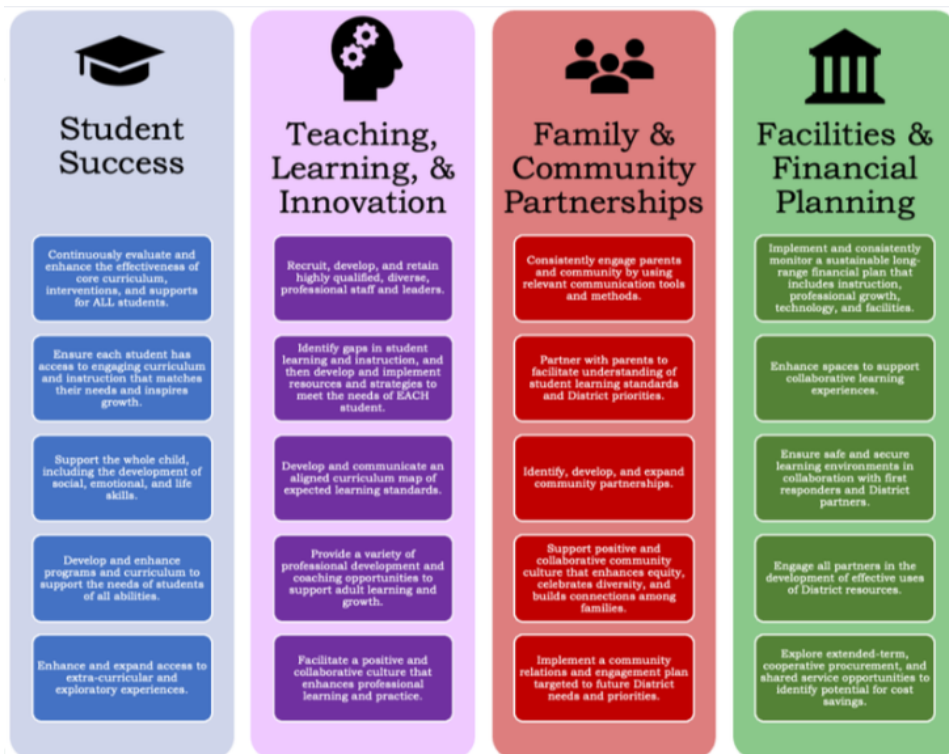 Student
Success
Continuously evaluate and
enhance the effectiveness of
core curriculum,
interventions, and supports
for ALL students.
Ensure each student has
access to engaging curriculum
and instruction that matches
their needs and inspires
growth.
Support the whole child,
including the development of
social, emotional, and life
skills.
Develop and enhance
programs and curriculum to
support the needs of students
of all abilities.
Enhance and expand access to
extra-curricular and
exploratory experiences.
Teaching,
Learning, &
Innovation
Recruit, develop, and retain
highly qualified, diverse,
professional staff and leaders.
Identify gaps in student
learning and instruction, and
then develop and implement
resources and strategies to
meet the needs of EACH
student.
Develop and communicate an
aligned curriculum map of
expected learning standards.
Provide a variety of
professional development and
coaching opportunities to
support adult learning and
growth.
Facilitate a positive and
collaborative culture that
enhances professional
learning and practice.
Family &
Community
Partnerships
Consistently engage parents
and community by using
relevant communication tools
and methods.
Partner with parents to
facilitate understanding of
student learning standards
and District priorities.
Identify, develop, and expand
community partnerships.
Support positive and
collaborative community
culture that enhances equity,
celebrates diversity, and
builds connections among
families.
Implement a community
relations and engagement plan
targeted to future District
needs and priorities.
Facilities &
Financial
Planning
Implement and consistently
monitor a sustainable long-
range financial plan that
includes instruction,
professional growth,
technology, and facilities.
Enhance spaces to support
collaborative learning
experiences.
Ensure safe and secure
learning environments in
collaboration with first
responders and District
partners.
Engage all partners in the
development of effective uses
of District resources.
Explore extended-term,
cooperative procurement, and
shared service opportunities to
identify potential for cost
savings.